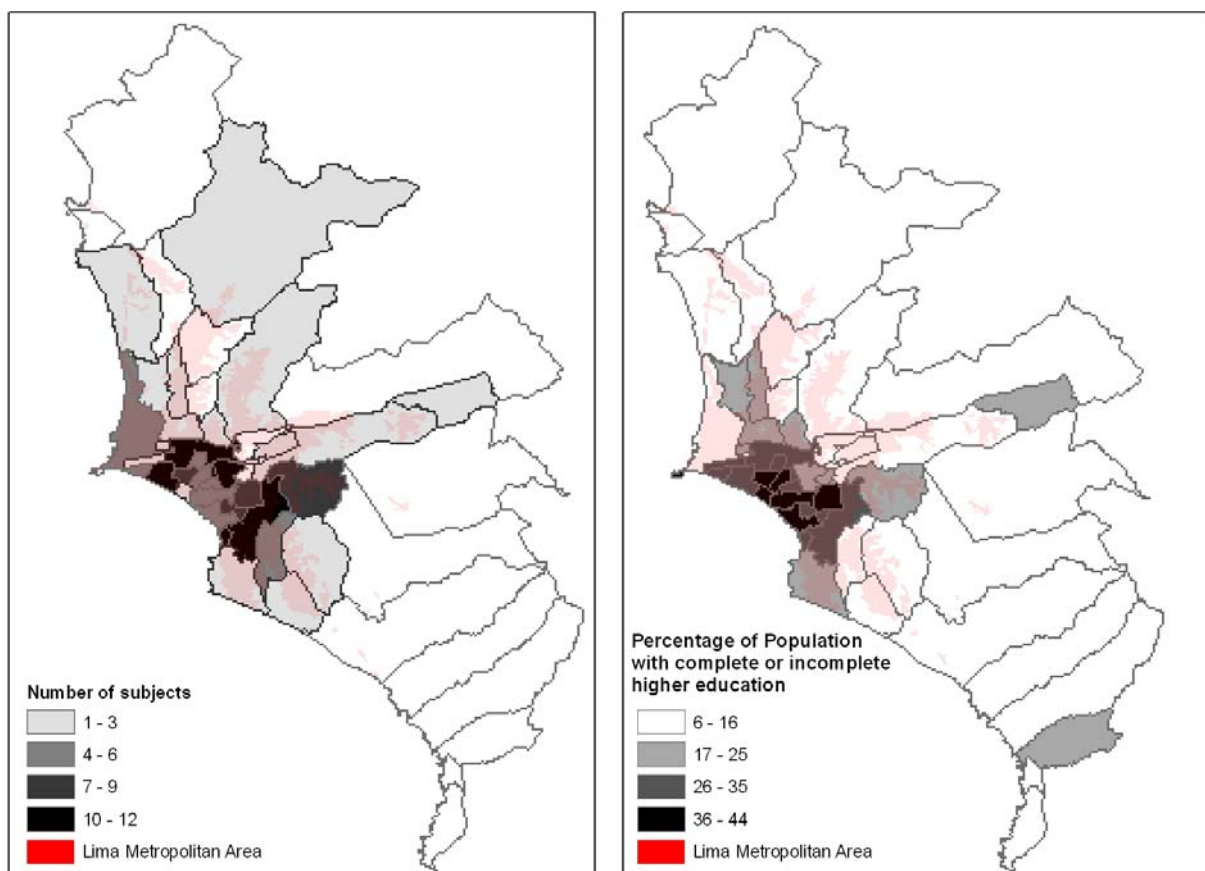 Number of subjects
1 - 3
4 - 6
7 - 9
10 - 12
Lima Metropolitan Area
Percentage of Population
with complete or incomplete
higher education
6 - 16
17 - 25
26 - 35
36 - 44
Lima Metropolitan Area